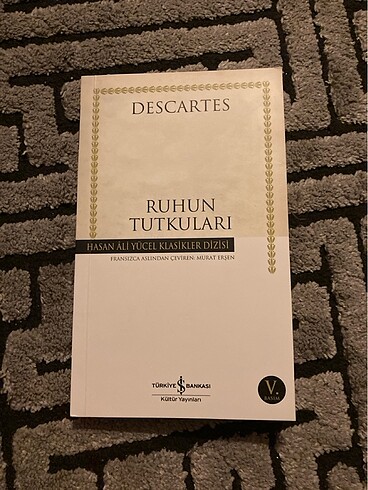 DESCARTES
RUHUN
TUTKULARI
HASAN ÂLİ YÜCEL KLASİKLER DİZİSİ
FRANSIZCA ASLINDAN ÇEVİREN: MURAT ERŞEN
TÜRKİYE İŞ BANKASI
Kültür Yayınları
V.
BASIM